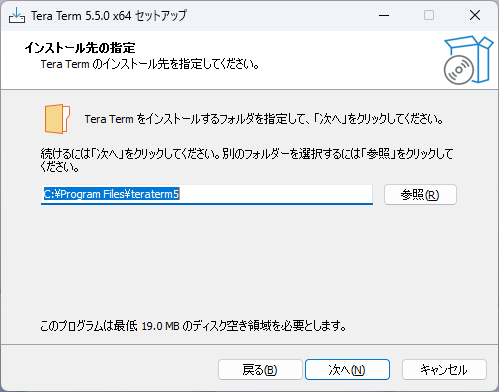 Tera Term 5.5.0 x64 セットアップ
インストール先の指定
Tera Term のインストール先を指定してください。
Tera Term をインストールするフォルダを指定して、「次へ」をクリックしてください。
続けるには「次へ」をクリックしてください。別のフォルダーを選択するには「参照」をクリックして
ください。
C:¥Program Files¥teraterm5
参照(R)
このプログラムは最低 19.0 MB のディスク空き領域を必要とします。
戻る(B) 次へ(N) キャンセル